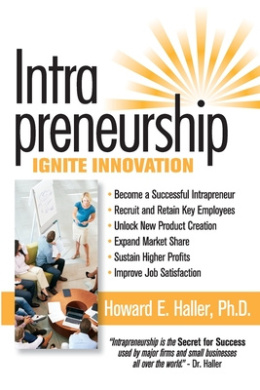 Intra
preneurship
IGNITE INNOVATION
• Become a Successful Intrapreneur
• Recruit and Retain Key Employees
• Unlock New Product Creation
• Expand Market Share
• Sustain Higher Profits
• Improve Job Satisfaction
Howard E. Haller, Ph.D.
"Intrapreneurship is the Secret for Success
used by major firms and small businesses
all over the world." - Dr. Haller